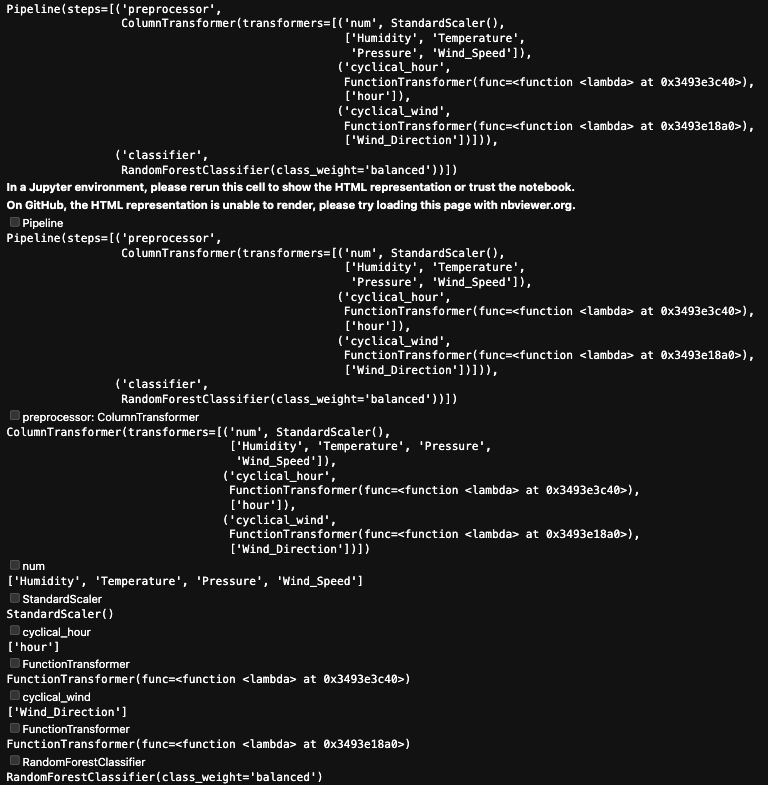 Pipeline(steps=[('preprocessor',
                 ColumnTransformer(transformers=[('num', StandardScaler(),
                                                  ['Humidity', 'Temperature',
                                                   'Pressure', 'Wind_Speed']),
                                                 ('cyclical_hour',
                                                  FunctionTransformer(func=<function <lambda> at 0x3493e3c40>),
                                                  ['hour']),
                                                 ('cyclical_wind',
                                                  FunctionTransformer(func=<function <lambda> at 0x3493e18a0>),
                                                  ['Wind_Direction'])])),
                ('classifier',
                 RandomForestClassifier(class_weight='balanced'))])
In a Jupyter environment, please rerun this cell to show the HTML representation or trust the notebook.
On GitHub, the HTML representation is unable to render, please try loading this page with nbviewer.org.
Pipeline
Pipeline(steps=[('preprocessor',
                 ColumnTransformer(transformers=[('num', StandardScaler(),
                                                  ['Humidity', 'Temperature',
                                                   'Pressure', 'Wind_Speed']),
                                                 ('cyclical_hour',
                                                  FunctionTransformer(func=<function <lambda> at 0x3493e3c40>),
                                                  ['hour']),
                                                 ('cyclical_wind',
                                                  FunctionTransformer(func=<function <lambda> at 0x3493e18a0>),
                                                  ['Wind_Direction'])])),
                ('classifier',
                 RandomForestClassifier(class_weight='balanced'))])
preprocessor: ColumnTransformer
ColumnTransformer(transformers=[('num', StandardScaler(),
                                 ['Humidity', 'Temperature', 'Pressure',
                                  'Wind_Speed']),
                                ('cyclical_hour',
                                 FunctionTransformer(func=<function <lambda> at 0x3493e3c40>),
                                 ['hour']),
                                ('cyclical_wind',
                                 FunctionTransformer(func=<function <lambda> at 0x3493e18a0>),
                                 ['Wind_Direction'])])
num
['Humidity', 'Temperature', 'Pressure', 'Wind_Speed']
StandardScaler
StandardScaler()
cyclical_hour
['hour']
FunctionTransformer
FunctionTransformer(func=<function <lambda> at 0x3493e3c40>)
cyclical_wind
['Wind_Direction']
FunctionTransformer
FunctionTransformer(func=<function <lambda> at 0x3493e18a0>)
RandomForestClassifier
RandomForestClassifier(class_weight='balanced')